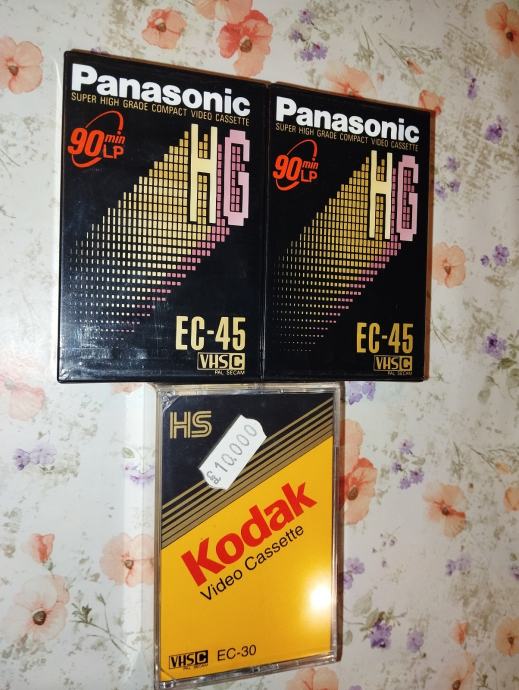 Panasonic
SUPER HIGH GRADE COMPACT VIDEO CASSETTE
90min
LP
HG
EC-45
VHS C
PAL SECAM
Panasonic
SUPER HIGH GRADE COMPACT VIDEO CASSETTE
90min
LP
HG
EC-45
VHS C
PAL SECAM
HS
£10.000
Kodak
Video Cassette
VHS C EC-30
PAL SECAM